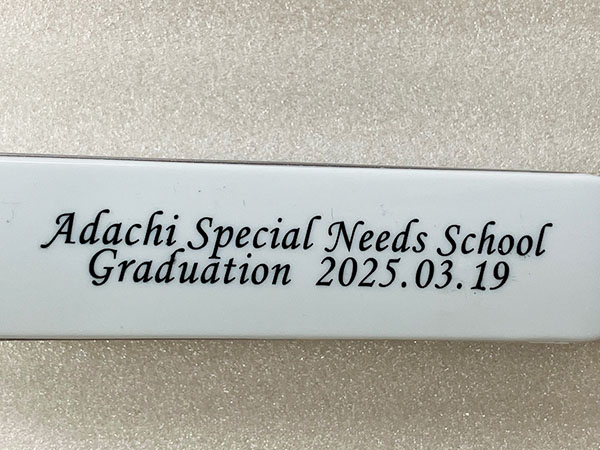 Adachi Special Needs School
Graduation 2025.03.19